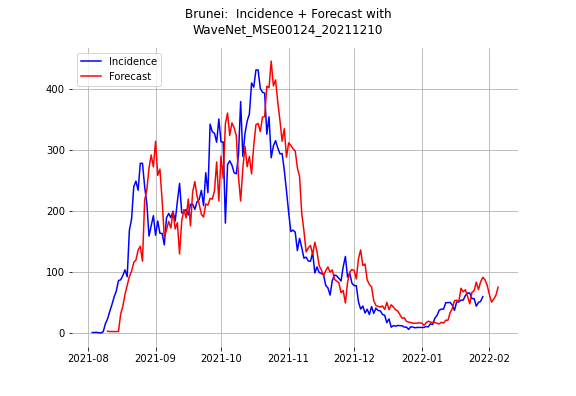 Brunei:  Incidence + Forecast with
WaveNet_MSE00124_20211210
Incidence
Forecast
400
300
200
100
0
2021-08 2021-09 2021-10 2021-11 2021-12 2022-01 2022-02